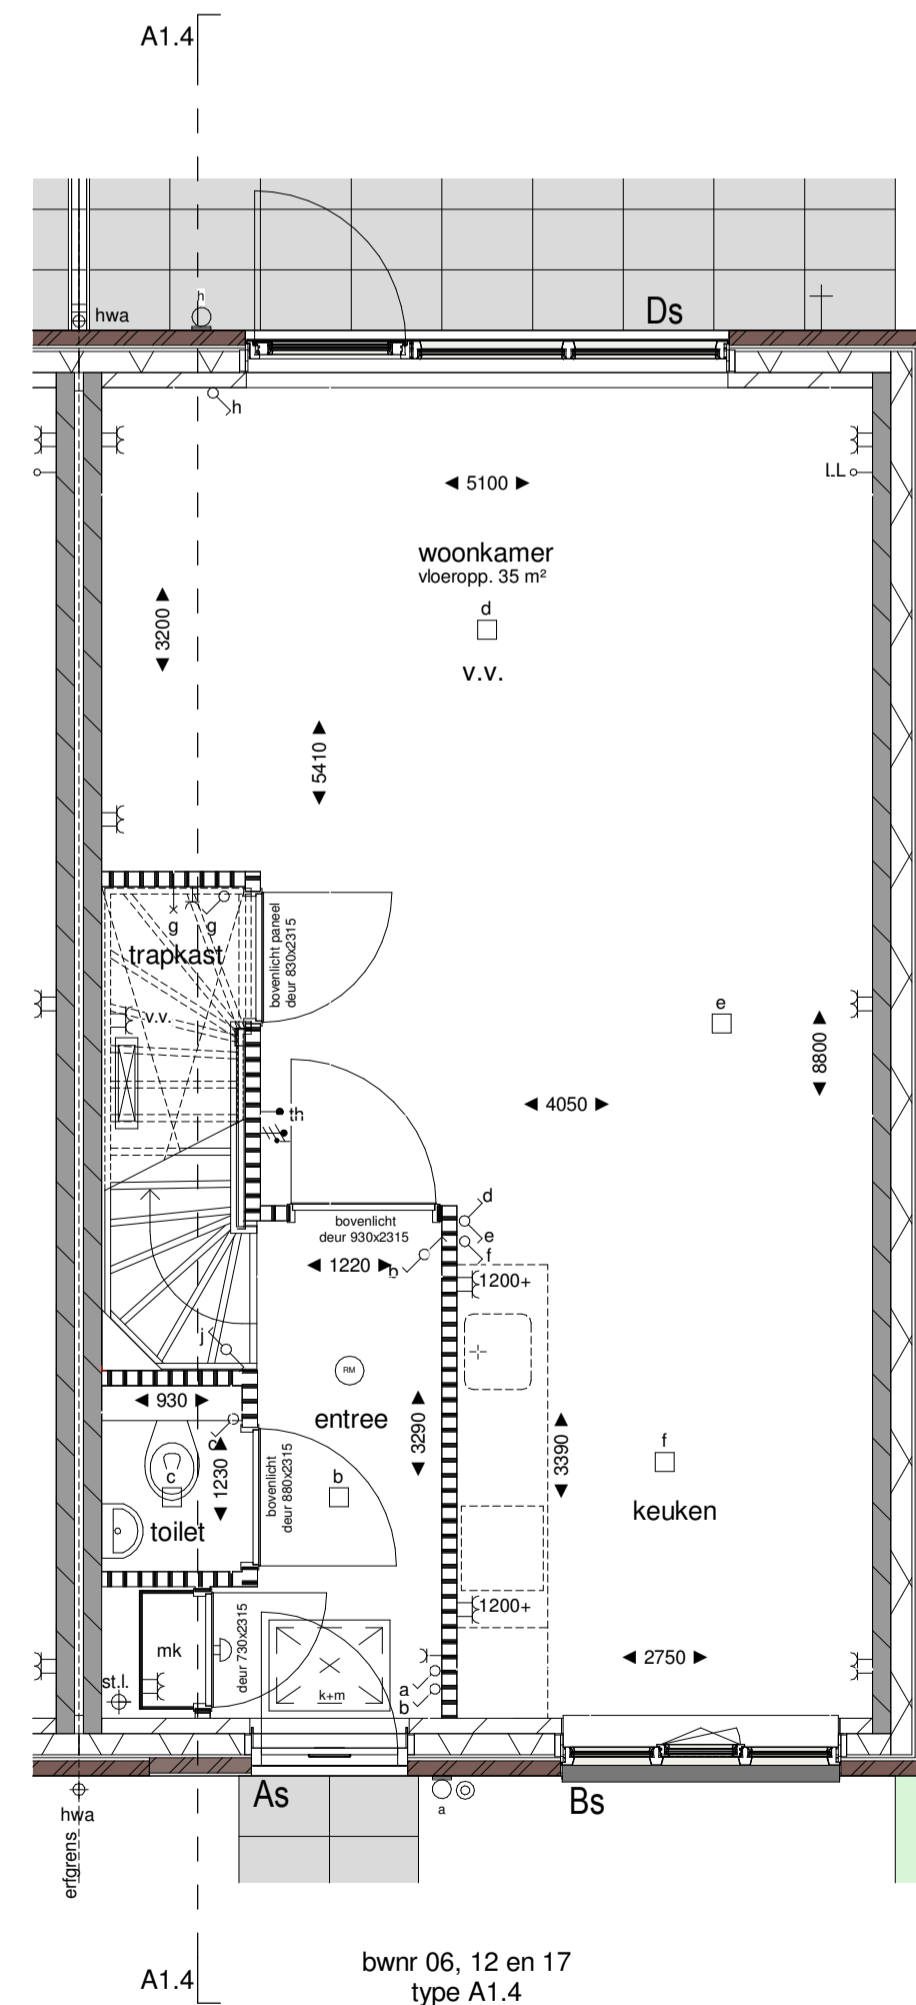 A1.4
hwa
h
Ds
h
LL
5100
woonkamer
vloeropp. 35 m²
d
3200
v.v.
5410
g
g
trapkast
bovenlicht paneel
deur 830x2315
v.v.
e
8800
th
4050
d
bovenlicht
deur 930x2315
e
f
1220
b
1200+
j
RM
930
entree
3290
c
1230
bovenlicht
deur 880x2315
c
b
3390
f
toilet
keuken
1200+
mk
deur 730x2315
2750
st.l.
k+m
a
b
As
Bs
hwa
a
erfgrens
A1.4
bwnr 06, 12 en 17
type A1.4